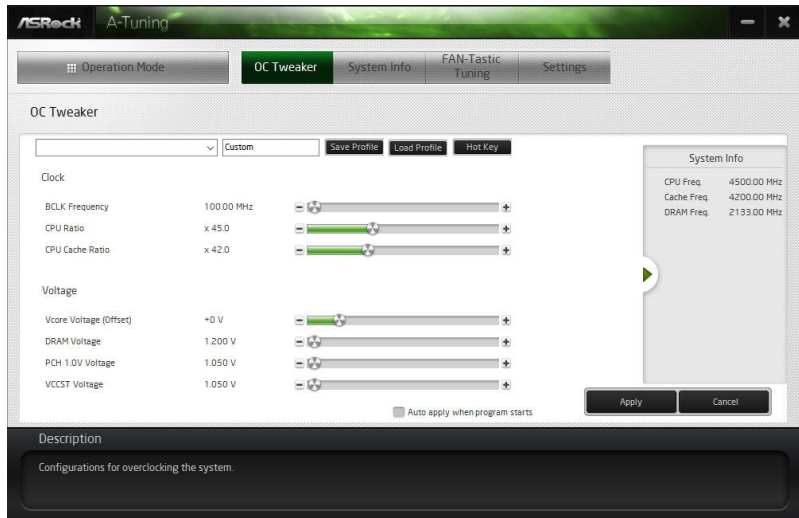 ASRock A-Tuning
Operation Mode
OC Tweaker
System Info
FAN-Tastic
Tuning
Settings
OC Tweaker
Custom
Save Profile
Load Profile
Hot Key
Clock
BCLK Frequency 100.00 MHz
CPU Ratio x 45.0
CPU Cache Ratio x 42.0
Voltage
Vcore Voltage (Offset) +0 V
DRAM Voltage 1.200 V
PCH 1.0V Voltage 1.050 V
VCCST Voltage 1.050 V
Auto apply when program starts
System Info
CPU Freq. 4500.00 MHz
Cache Freq. 4200.00 MHz
DRAM Freq. 2133.00 MHz
Apply
Cancel
Description
Configurations for overclocking the system.